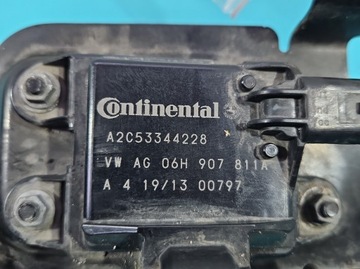 Continental
A2C53344228
VW AG 06H 907 811A
A 4 19/13 00797